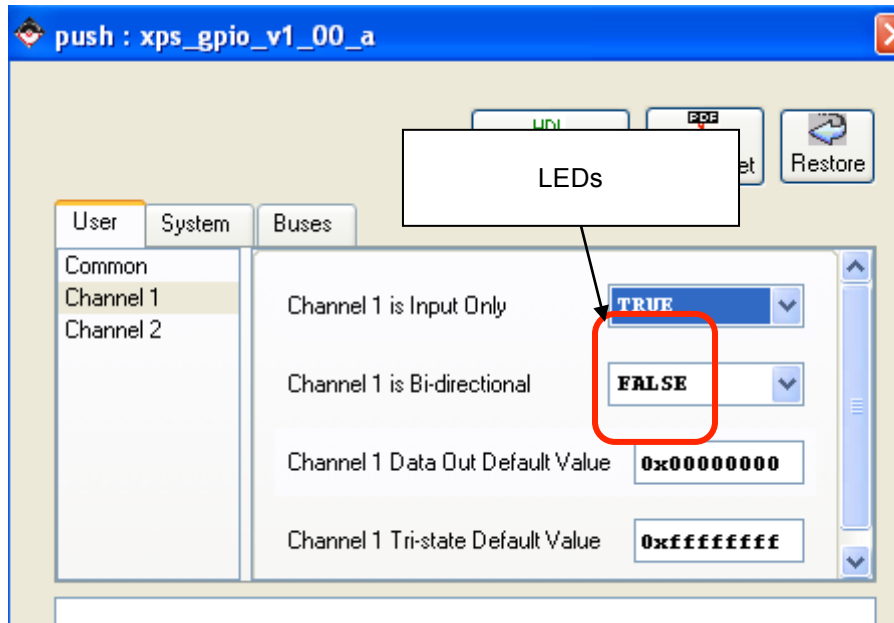 push : xps_gpio_v1_00_a
LEDs
Restore
User System Buses
Common
Channel 1
Channel 2
Channel 1 is Input Only TRUE
Channel 1 is Bi-directional FALSE
Channel 1 Data Out Default Value 0x00000000
Channel 1 Tri-state Default Value 0xffffffff